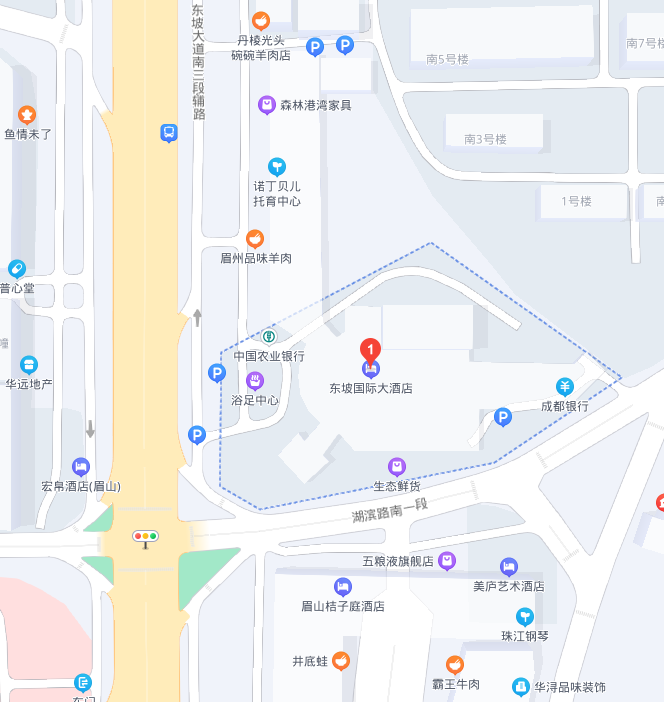 东坡大道南三段辅路
丹棱光头
碗碗羊肉店
P
P
南5号楼
南7号楼
森林港湾家具
鱼情未了
南3号楼
诺丁贝儿
托育中心
1号楼
南
眉州品味羊肉
普心堂
中国农业银行
1
华远地产
P
浴足中心
东坡国际大酒店
成都银行
P
P
宏帛酒店(眉山)
生态鲜货
湖滨路南一段
五粮液旗舰店
美庐艺术酒店
眉山桔子庭酒店
珠江钢琴
井底蛙
霸王牛肉
华浔品味装饰